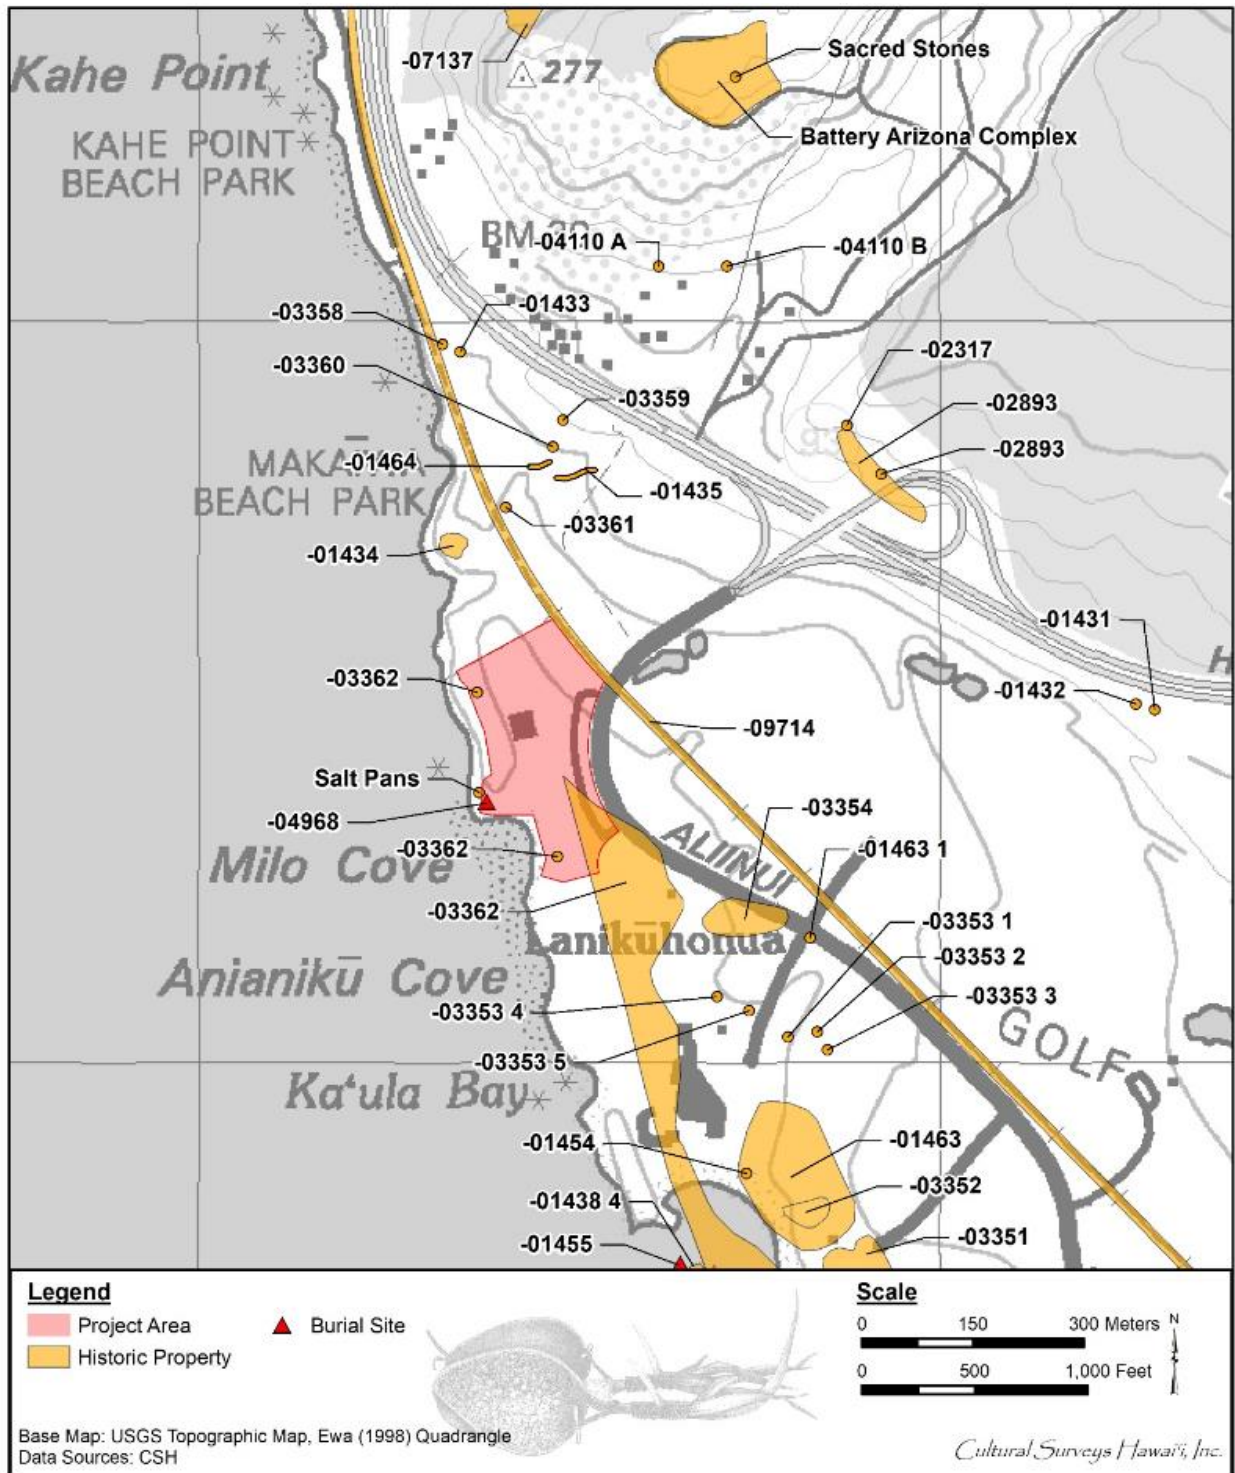 -07137
277
Sacred Stones
Kahe Point
Battery Arizona Complex
KAHE POINT
BEACH PARK
BM
-04110 A
-04110 B
-03358
-01433
-03360
-02317
-03359
-02893
MAKA
-01464
-02893
BEACH PARK
-01435
-03361
-01434
-01431
H
-03362
-01432
-09714
Salt Pans
-03354
-04968
ALIINUI
-03362
-01463 1
Milo Cove
-03362
-03353 1
Lanikūhonua
-03353 2
Anianikū Cove
-03353 3
-03353 4
GOLF
-03353 5
Kaʻula Bay
-01454
-01463
-03352
-01438 4
-03351
-01455
Legend
Project Area
Burial Site
Historic Property
Scale
0 150 300 Meters
N
0 500 1,000 Feet
Base Map: USGS Topographic Map, Ewa (1998) Quadrangle
Data Sources: CSH
Cultural Surveys Hawaiʻi, Inc.